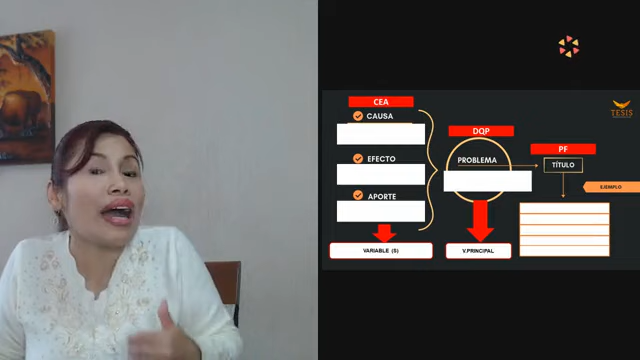 CEA
CAUSA
EFECTO
APORTE
VARIABLE (S)
DQP
PROBLEMA
V.PRINCIPAL
PF
TÍTULO
EJEMPLO
TESIS